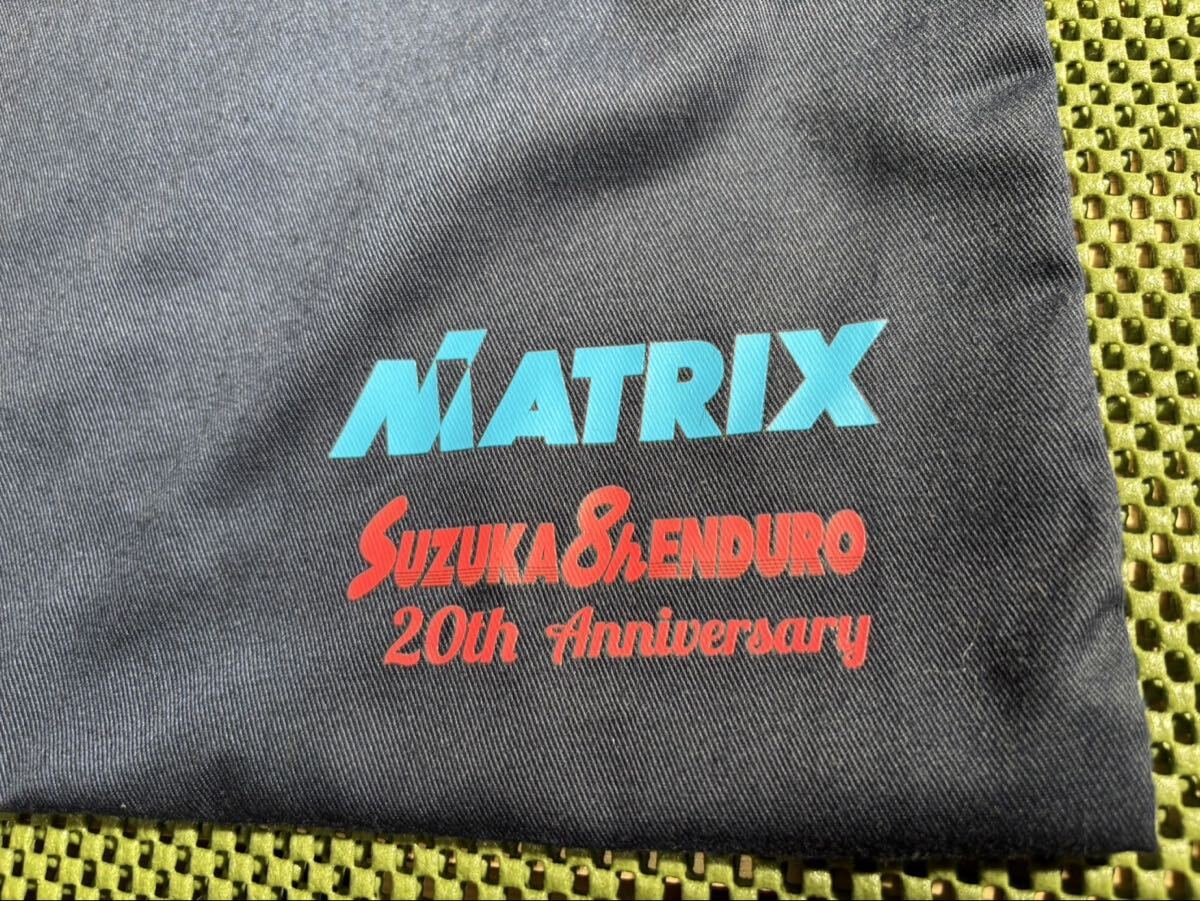 MATRIX
SUZUKA 8h ENDURO
20th Anniversary